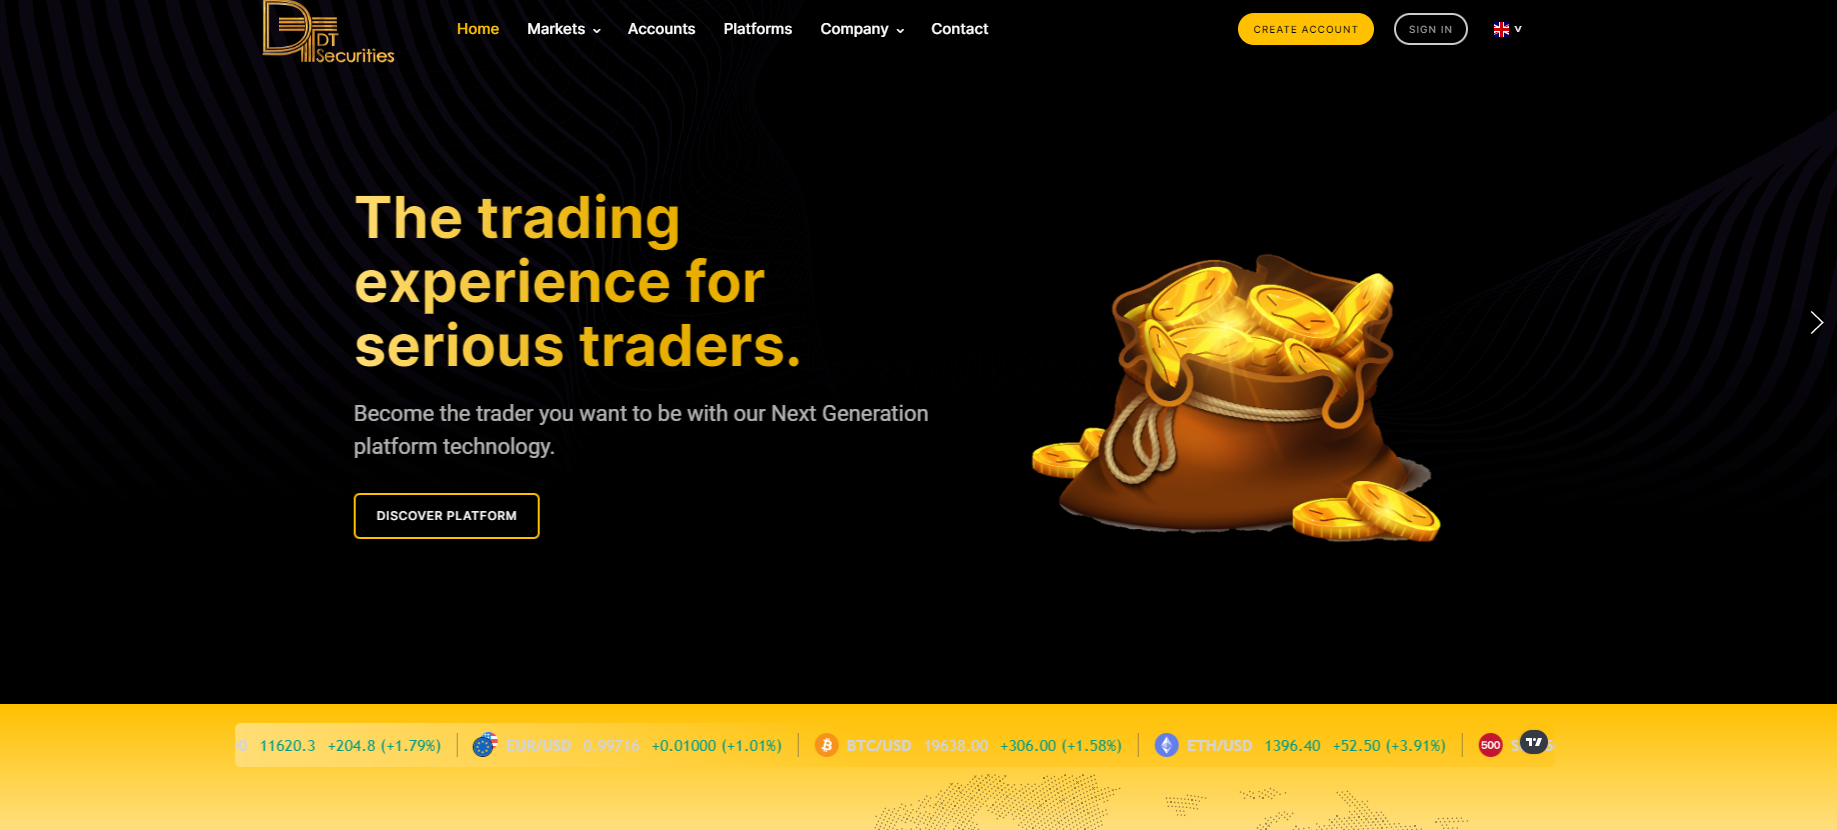 DT
Securities
Home Markets Accounts Platforms Company Contact
CREATE ACCOUNT SIGN IN
The trading
experience for
serious traders.
Become the trader you want to be with our Next Generation
platform technology.
DISCOVER PLATFORM
11620.3 +204.8 (+1.79%) EUR/USD 0.99716 +0.01000 (+1.01%) BTC/USD 19638.00 +306.00 (+1.58%) ETH/USD 1396.40 +52.50 (+3.91%) 500